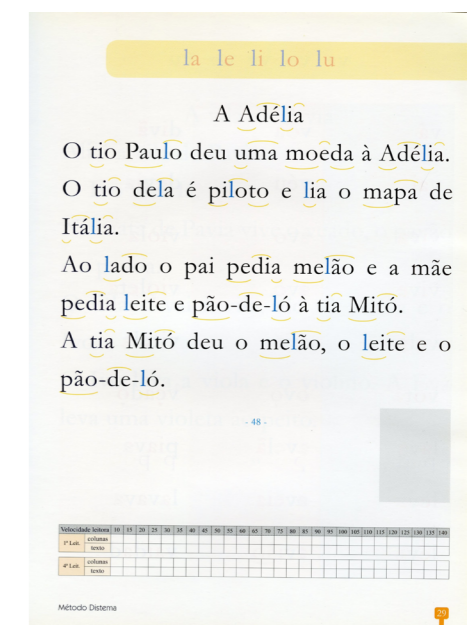 la le li lo lu
A Adélia
O tio Paulo deu uma moeda à Adélia.
O tio dela é piloto e lia o mapa de
Itália.
Ao lado o pai pedia melão e a mãe
pedia leite e pão-de-ló à tia Mitó.
A tia Mitó deu o melão, o leite e o
pão-de-ló.
- 48 -
Velocidade leitora 10 15 20 25 30 35 40 45 50 55 60 65 70 75 80 85 90 95 100 105 110 115 120 125 130 135 140
1ª Leit. colunas
texto
4ª Leit. colunas
texto
Método Distema
29